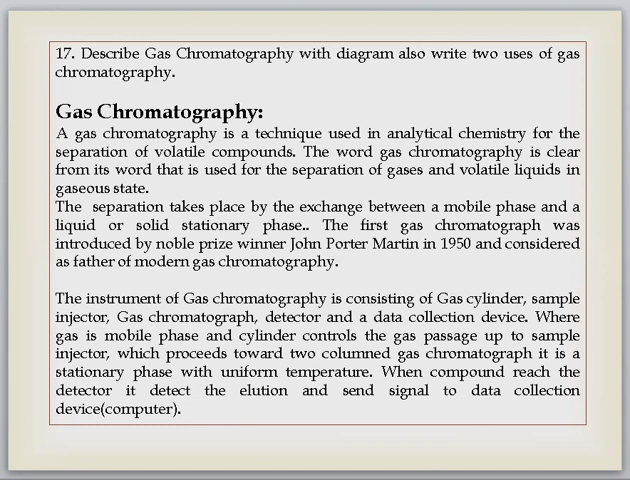 17. Describe Gas Chromatography with diagram also write two uses of gas
chromatography.
Gas Chromatography:
A gas chromatography is a technique used in analytical chemistry for the
separation of volatile compounds. The word gas chromatography is clear
from its word that is used for the separation of gases and volatile liquids in
gaseous state.
The separation takes place by the exchange between a mobile phase and a
liquid or solid stationary phase.. The first gas chromatograph was
introduced by noble prize winner John Porter Martin in 1950 and considered
as father of modern gas chromatography.
The instrument of Gas chromatography is consisting of Gas cylinder, sample
injector, Gas chromatograph, detector and a data collection device. Where
gas is mobile phase and cylinder controls the gas passage up to sample
injector, which proceeds toward two columned gas chromatograph it is a
stationary phase with uniform temperature. When compound reach the
detector it detect the elution and send signal to data collection
device(computer).